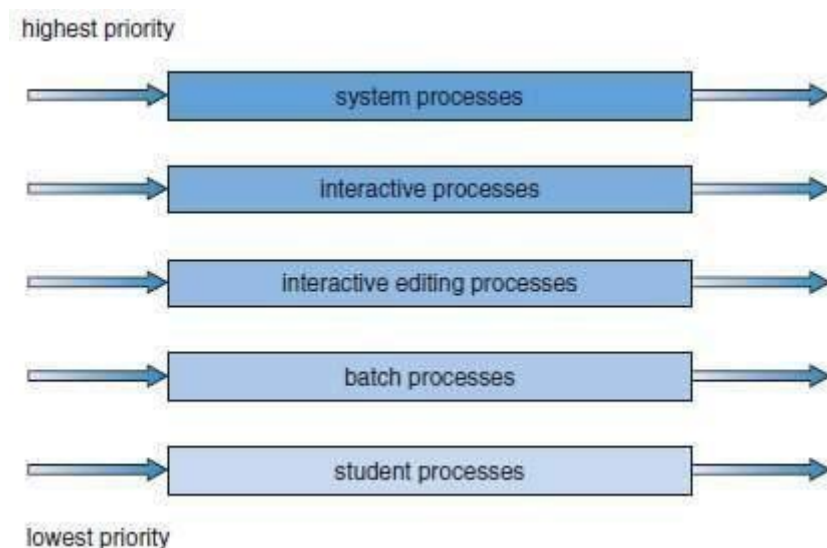 highest priority
system processes
interactive processes
interactive editing processes
batch processes
student processes
lowest priority